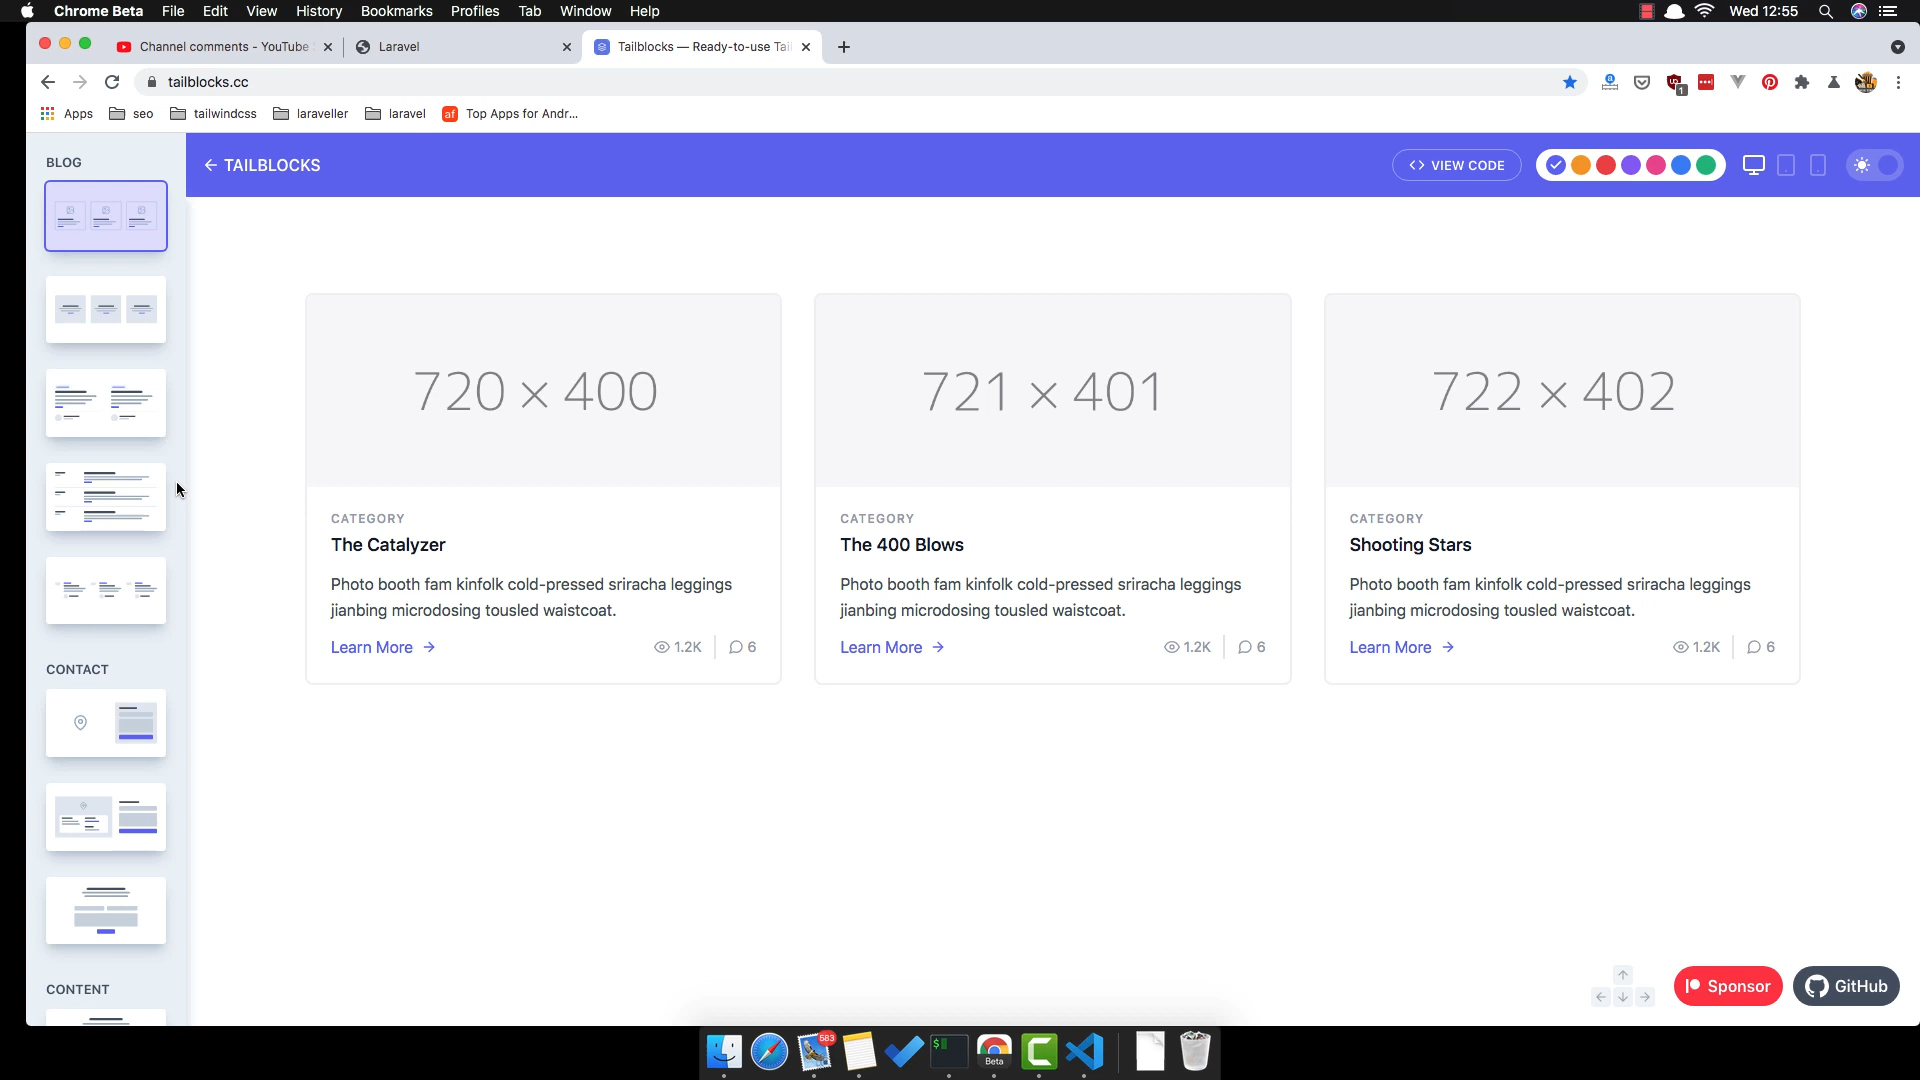 Chrome Beta File Edit View History Bookmarks Profiles Tab Window Help Wed 12:55
Channel comments - YouTube Laravel Tailblocks — Ready-to-use Tai
tailblocks.cc 1
Apps seo tailwindcss laraveller laravel af Top Apps for Andr...
BLOG
TAILBLOCKS VIEW CODE
720 × 400
CATEGORY
The Catalyzer
Photo booth fam kinfolk cold-pressed sriracha leggings
jianbing microdosing tousled waistcoat.
Learn More → 1.2K 6
721 × 401
CATEGORY
The 400 Blows
Photo booth fam kinfolk cold-pressed sriracha leggings
jianbing microdosing tousled waistcoat.
Learn More → 1.2K 6
722 × 402
CATEGORY
Shooting Stars
Photo booth fam kinfolk cold-pressed sriracha leggings
jianbing microdosing tousled waistcoat.
Learn More → 1.2K 6
CONTACT
CONTENT
Sponsor GitHub
583
$
Beta